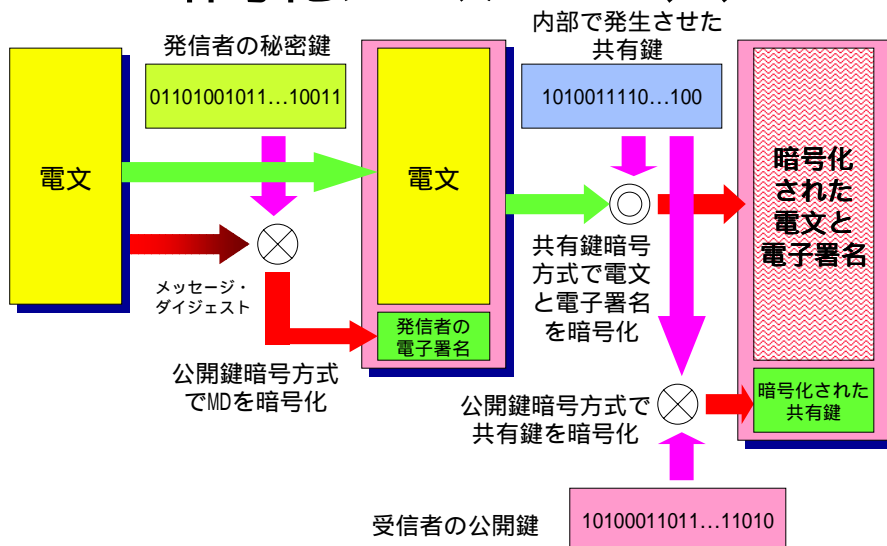 発信者の秘密鍵
01101001011...10011
内部で発生させた
共有鍵
1010011110...100
電文
電文
暗号化
された
電文と
電子署名
メッセージ・
ダイジェスト
共有鍵暗号
方式で電文
と電子署名
を暗号化
発信者の
電子署名
公開鍵暗号方式
でMDを暗号化
公開鍵暗号方式で
共有鍵を暗号化
暗号化された
共有鍵
受信者の公開鍵
10100011011...11010